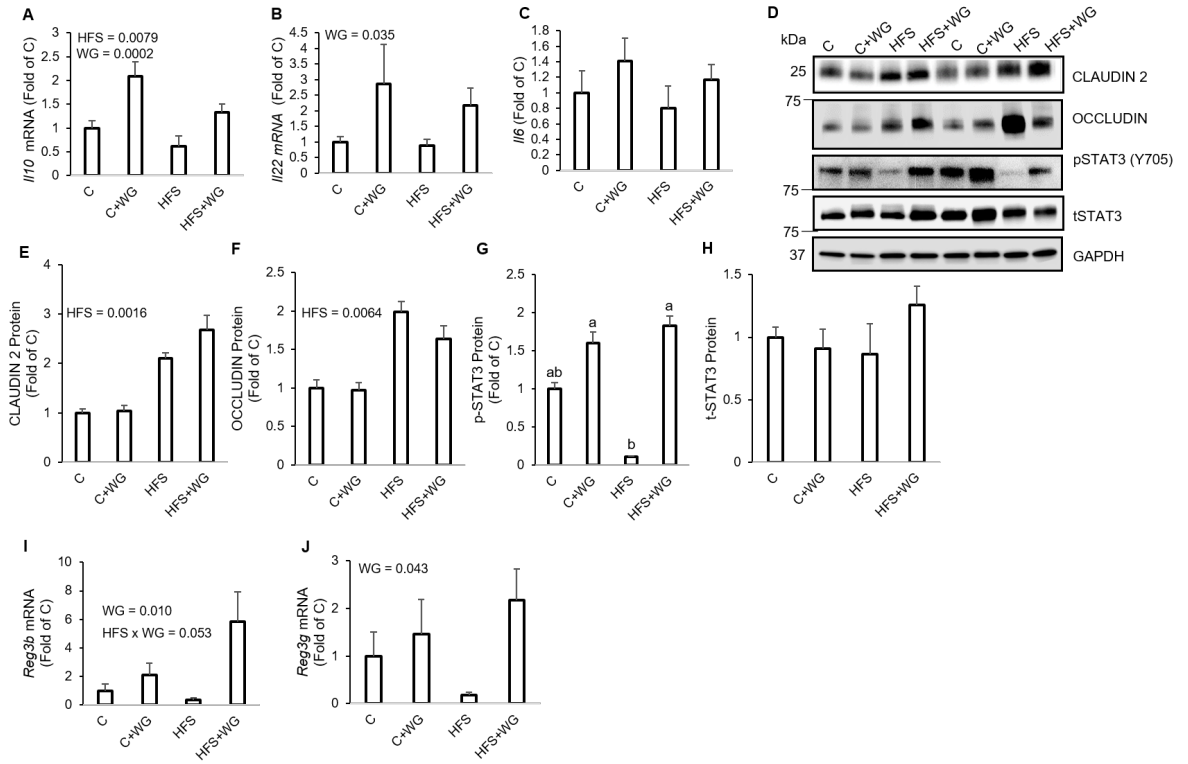 A
Il10 mRNA (Fold of C)
HFS = 0.0079
WG = 0.0002
3
2.5
2
1.5
1
0.5
0
C
C+WG
HFS
HFS+WG
B
Il22 mRNA (Fold of C)
WG = 0.035
4.5
4
3.5
3
2.5
2
1.5
1
0.5
0
C
C+WG
HFS
HFS+WG
C
Il6 (Fold of C)
1.8
1.6
1.4
1.2
1
0.8
0.6
0.4
0.2
0
C
C+WG
HFS
HFS+WG
D
kDa
C
C+WG
HFS
HFS+WG
C
C+WG
HFS
HFS+WG
25
CLAUDIN 2
75
OCCLUDIN
pSTAT3 (Y705)
75
tSTAT3
75
37
GAPDH
E
CLAUDIN 2 Protein
(Fold of C)
HFS = 0.0016
4
3
2
1
0
C
C+WG
HFS
HFS+WG
F
OCCLUDIN Protein
(Fold of C)
HFS = 0.0064
2.5
2
1.5
1
0.5
0
C
C+WG
HFS
HFS+WG
G
p-STAT3 Protein
(Fold of C)
2.5
2
1.5
1
0.5
0
ab
a
b
a
C
C+WG
HFS
HFS+WG
H
t-STAT3 Protein
1.5
1
0.5
0
C
C+WG
HFS
HFS+WG
I
Reg3b mRNA
(Fold of C)
WG = 0.010
HFS x WG = 0.053
10
8
6
4
2
0
C
C+WG
HFS
HFS+WG
J
Reg3g mRNA
(Fold of C)
WG = 0.043
3
2
1
0
C
C+WG
HFS
HFS+WG